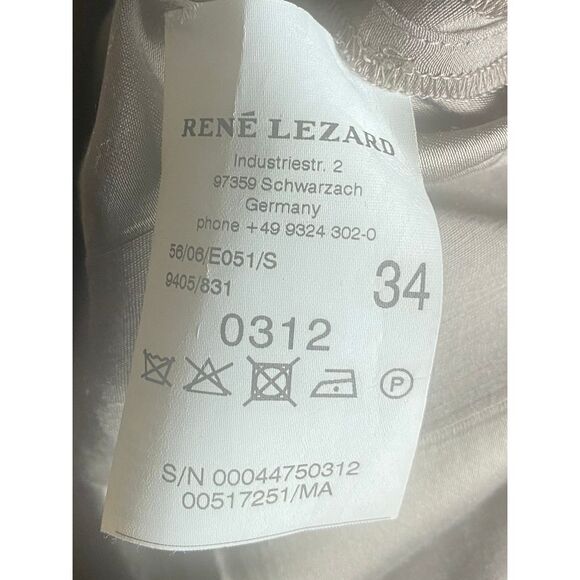 RENÉ LEZARD
Industriestr. 2
97359 Schwarzach
Germany
phone +49 9324 302-0
56/06/E051/S
9405/831
34
0312
P
S/N 00044750312
00517251/MA